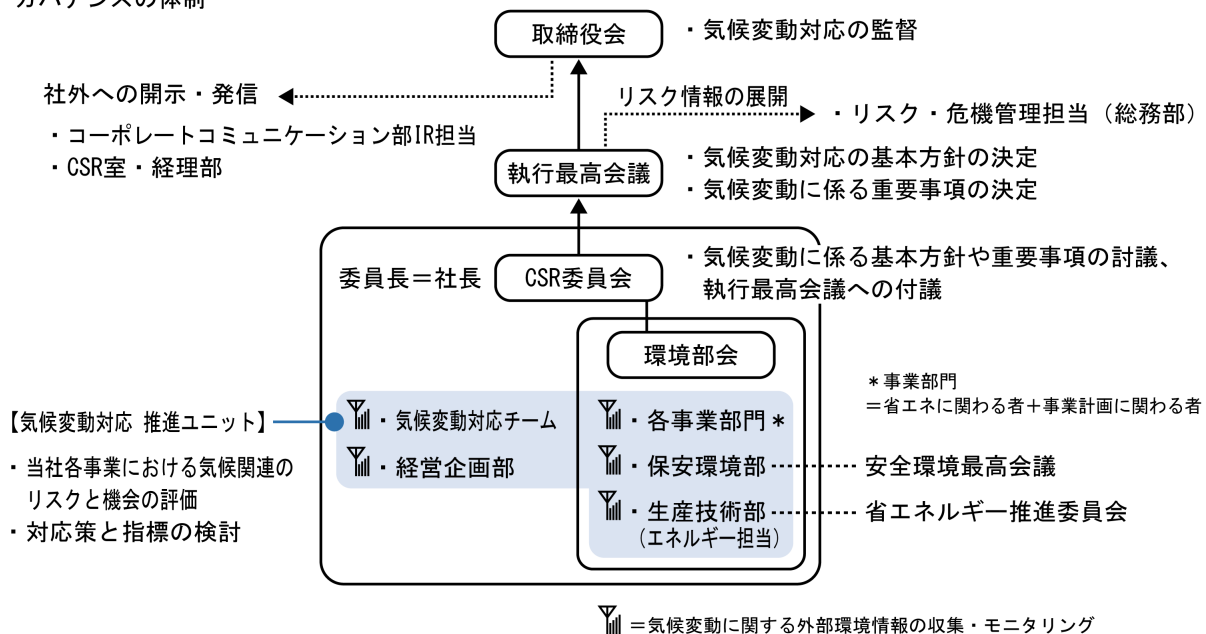 ガバナンスの体制
取締役会
・気候変動対応の監督
社外への開示・発信
リスク情報の展開
・リスク・危機管理担当（総務部）
・コーポレートコミュニケーション部IR担当
・CSR室・経理部
執行最高会議
・気候変動対応の基本方針の決定
・気候変動に係る重要事項の決定
委員長＝社長
CSR委員会
・気候変動に係る基本方針や重要事項の討議、
執行最高会議への付議
環境部会
＊事業部門
＝省エネに関わる者＋事業計画に関わる者
【気候変動対応 推進ユニット】
・当社各事業における気候関連の
リスクと機会の評価
・対応策と指標の検討
・気候変動対応チーム
・経営企画部
・各事業部門＊
・保安環境部
安全環境最高会議
・生産技術部
（エネルギー担当）
省エネルギー推進委員会
＝気候変動に関する外部環境情報の収集・モニタリング